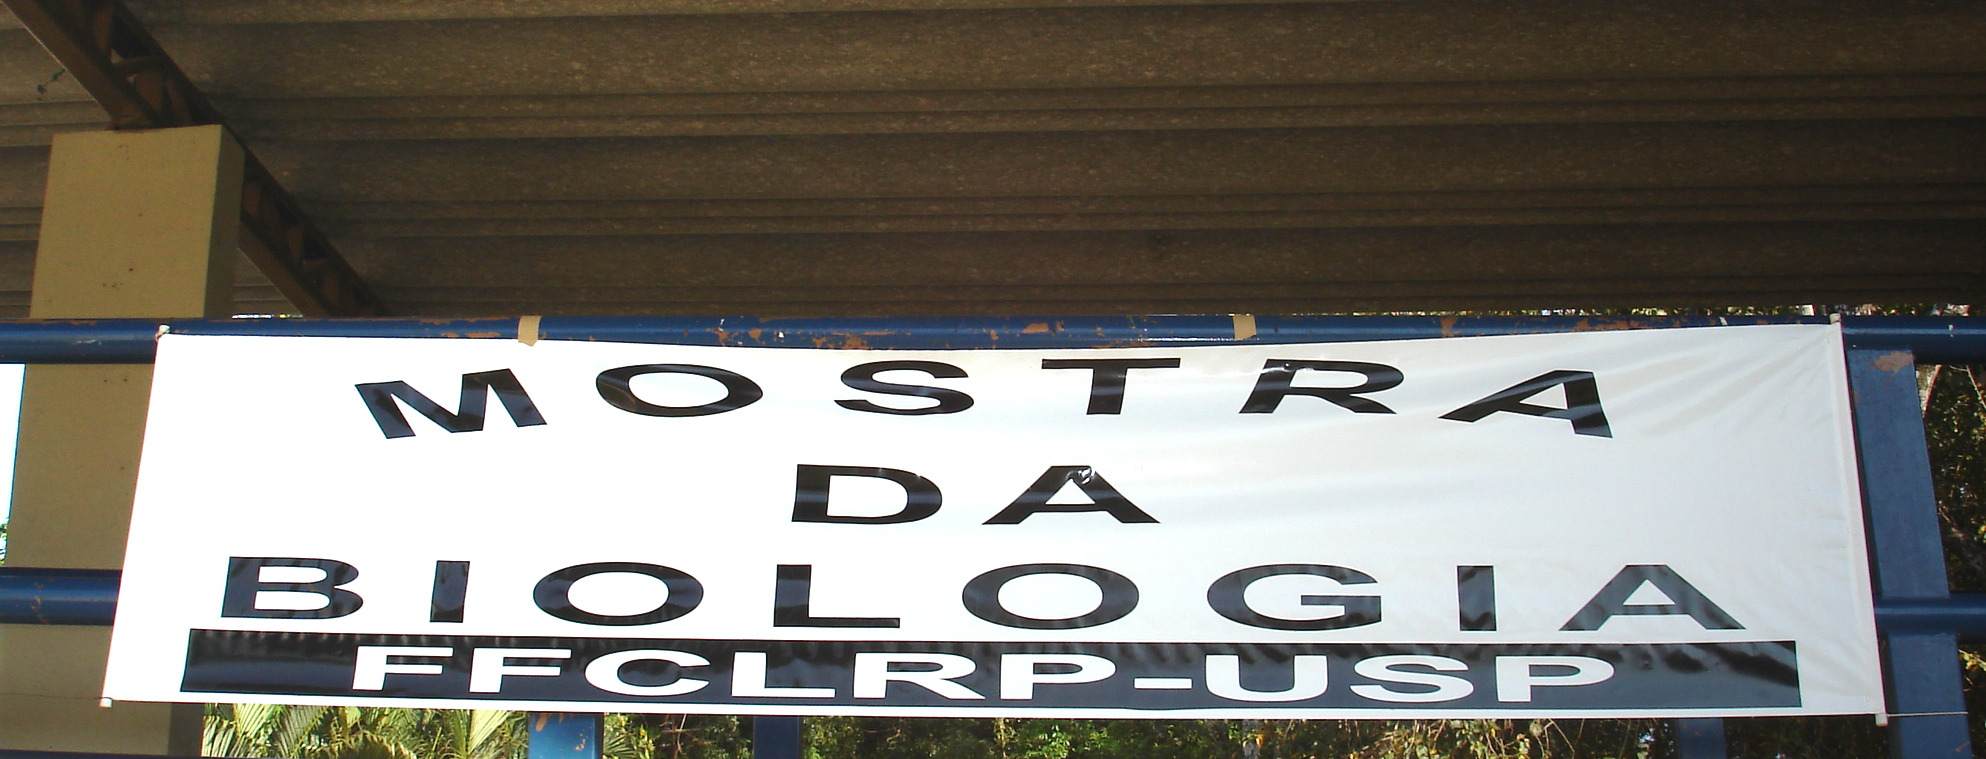 MOSTRA
DA
BIOLOGIA
FFCLRP-USP